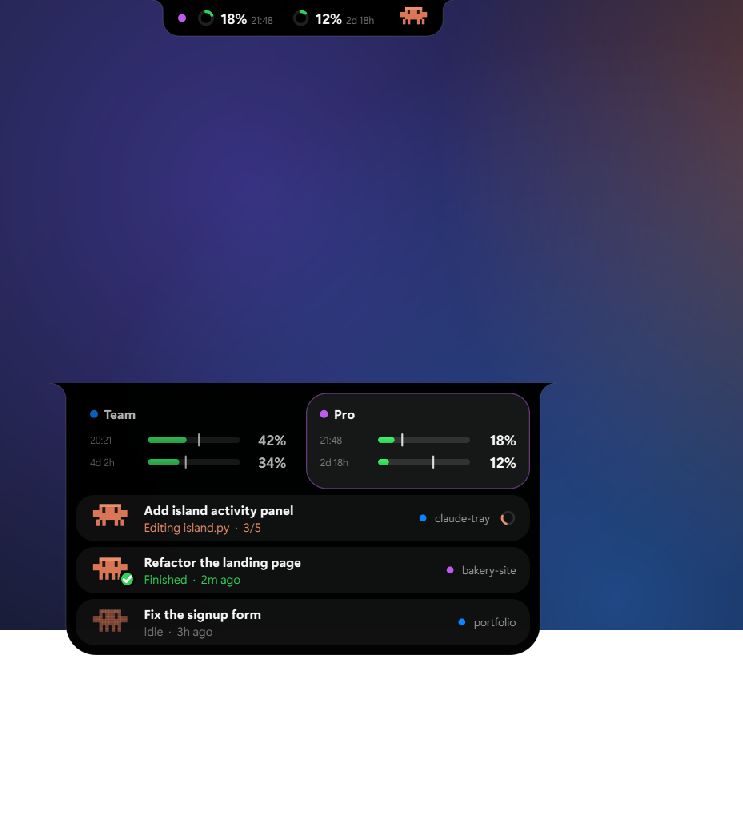 18% 21:48 12% 2d 18h
Team
20:21 42%
4d 2h 34%
Pro
21:48 18%
2d 18h 12%
Add island activity panel
Editing island.py · 3/5
claude-tray
Refactor the landing page
Finished · 2m ago
bakery-site
Fix the signup form
Idle · 3h ago
portfolio